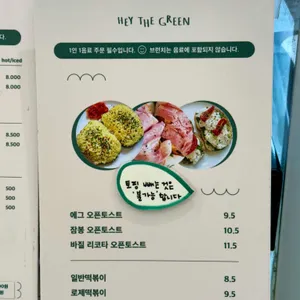 HEY THE GREEN
1인 1음료 주문 필수입니다. 브런치는 음료에 포함되지 않습니다.
hot/iced
8.000
8.000
8.500
8.500
500
500
500
토핑 빼는 것은
'불가능' 합니다
에그 오픈토스트 9.5
잠봉 오픈토스트 10.5
바질 리코타 오픈토스트 11.5
일반떡볶이 8.5
로제떡볶이 9.5